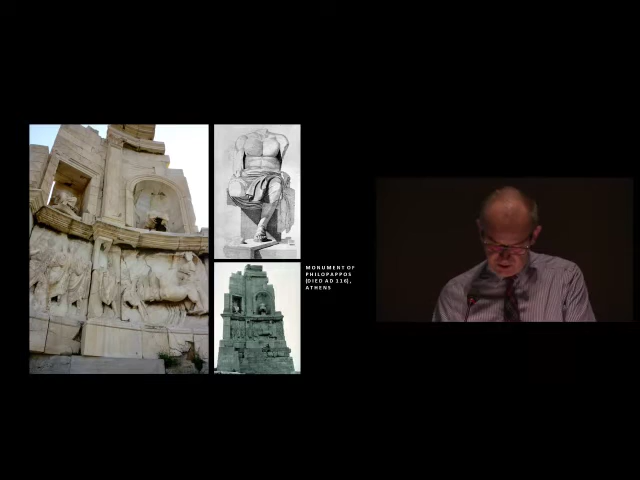 MONUMENT OF
PHILOPAPPOS
(DIED AD 116),
ATHENS